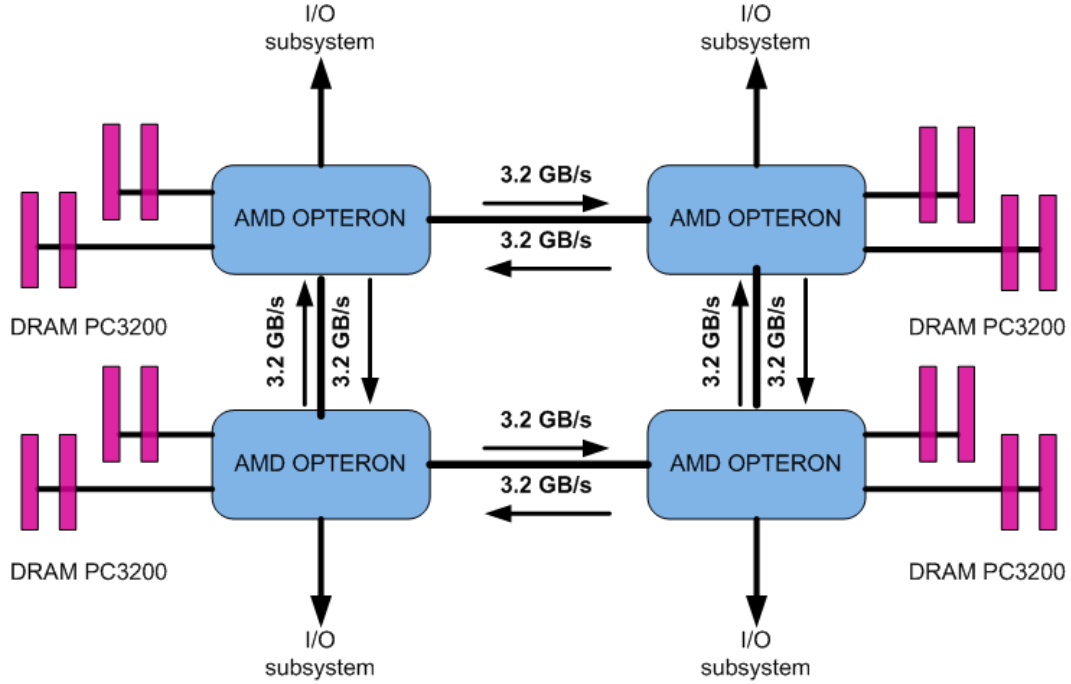 I/O
subsystem
I/O
subsystem
AMD OPTERON
3.2 GB/s
3.2 GB/s
AMD OPTERON
DRAM PC3200
3.2 GB/s
3.2 GB/s
3.2 GB/s
3.2 GB/s
DRAM PC3200
AMD OPTERON
3.2 GB/s
3.2 GB/s
AMD OPTERON
DRAM PC3200
DRAM PC3200
I/O
subsystem
I/O
subsystem